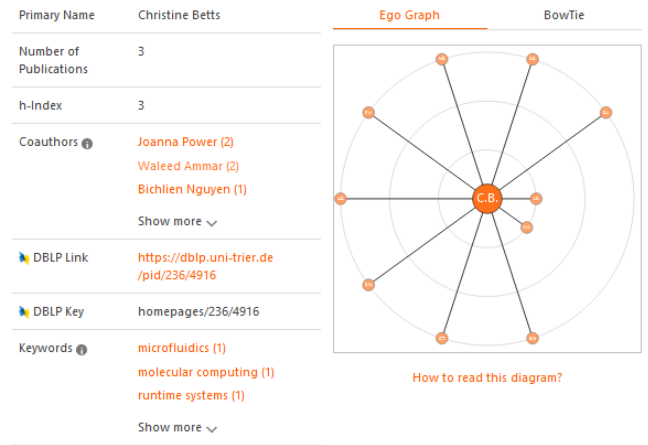 Primary Name Christine Betts
Number of Publications 3
h-Index 3
Coauthors Joanna Power (2)
Waleed Ammar (2)
Bichlien Nguyen (1)
Show more
DBLP Link https://dblp.uni-trier.de
/pid/236/4916
DBLP Key homepages/236/4916
Keywords microfluidics (1)
molecular computing (1)
runtime systems (1)
Show more
Ego Graph BowTie
C.B.
How to read this diagram?